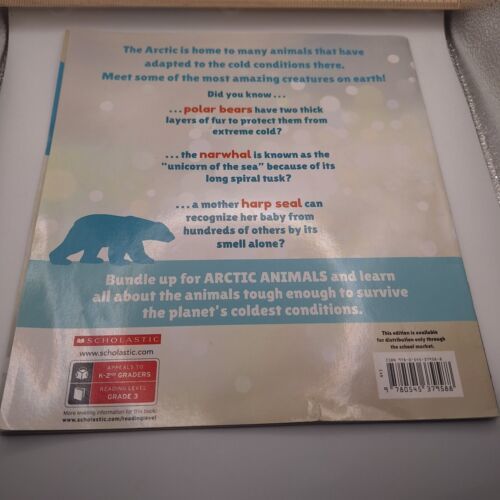 The Arctic is home to many animals that have
adapted to the cold conditions there.
Meet some of the most amazing creatures on earth!
Did you know...
...polar bears have two thick
layers of fur to protect them from
extreme cold?
...the narwhal is known as the
"unicorn of the sea" because of its
long spiral tusk?
...a mother harp seal can
recognize her baby from
hundreds of others by its
smell alone?
Bundle up for ARCTIC ANIMALS and learn
all about the animals tough enough to survive
the planet's coldest conditions.
SCHOLASTIC
www.scholastic.com
APPEALS TO
K-2ND GRADERS
READING LEVEL
GRADE 3
More leveling information for this book:
www.scholastic.com/readinglevel
This edition is available
for distribution only through
the school market.
ISBN 978-0-545-37958-8
9 780545 379588